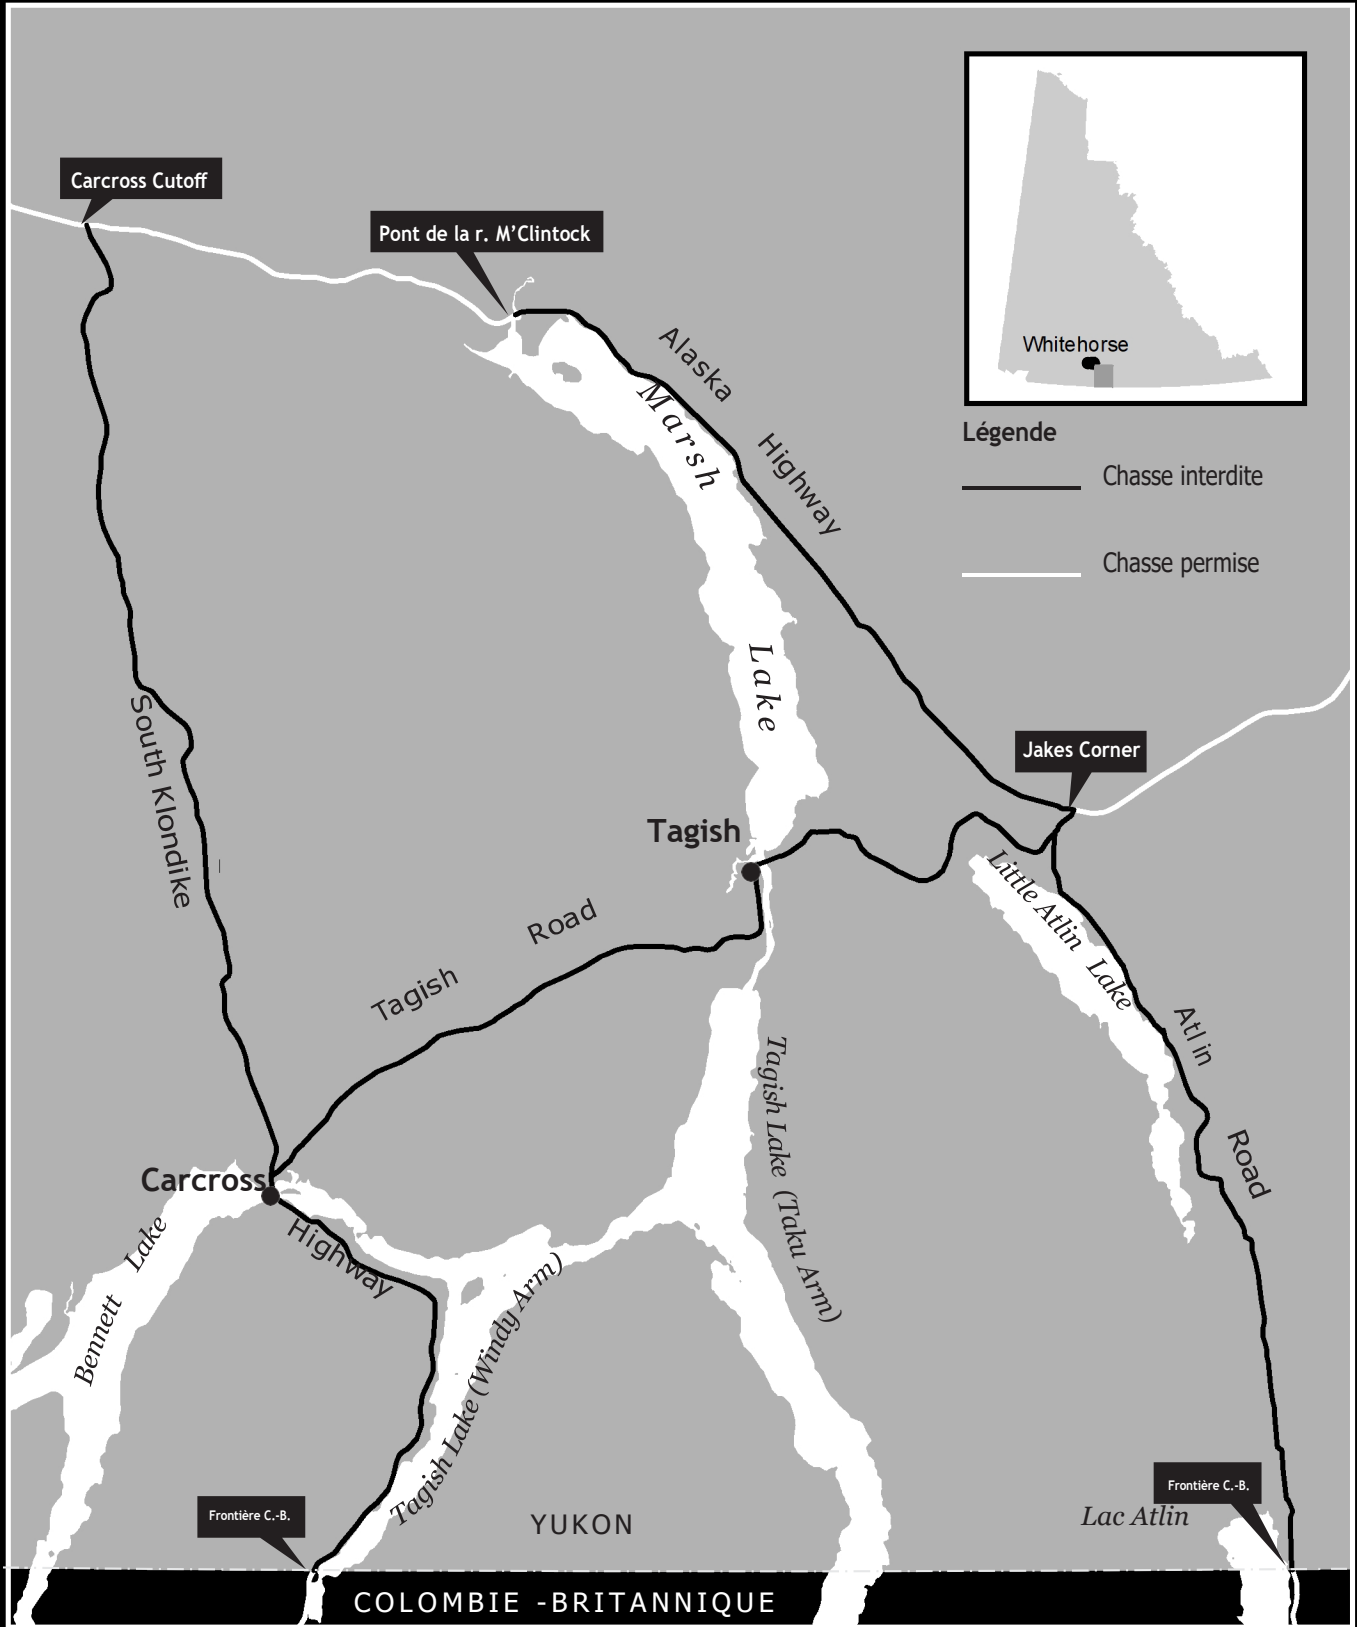 Carcross Cutoff
Pont de la r. M’Clintock
Whitehorse
Légende
Chasse interdite
Chasse permise
Alaska
Highway
Marsh
Lake
South Klondike
Jakes Corner
Tagish
Little Atlin Lake
Tagish Road
Atl in
Road
Tagish Lake (Taku Arm)
Carcross
Highway
Bennett Lake
Tagish Lake (Windy Arm)
Frontière C.-B.
Frontière C.-B.
YUKON
Lac Atlin
COLOMBIE -BRITANNIQUE